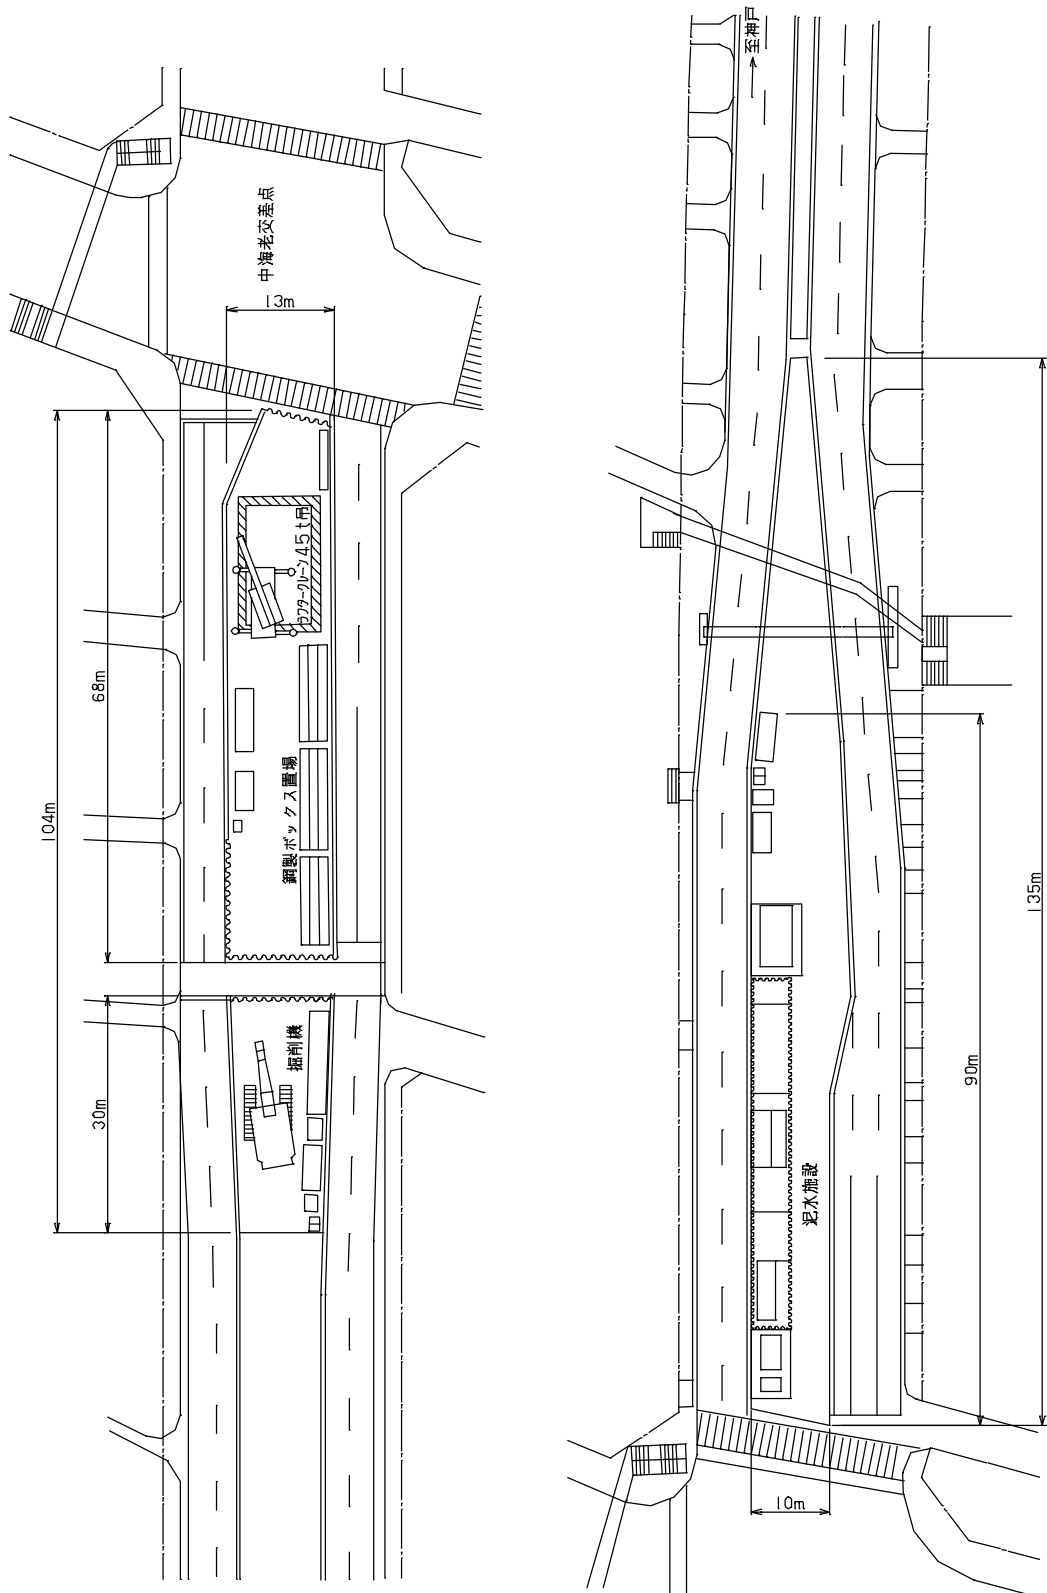 至神戸
中海老交差点
13m
ラフタークレーン45t吊
68m
104m
鋼製ボックス置場
掘削機
30m
135m
90m
泥水施設
10m